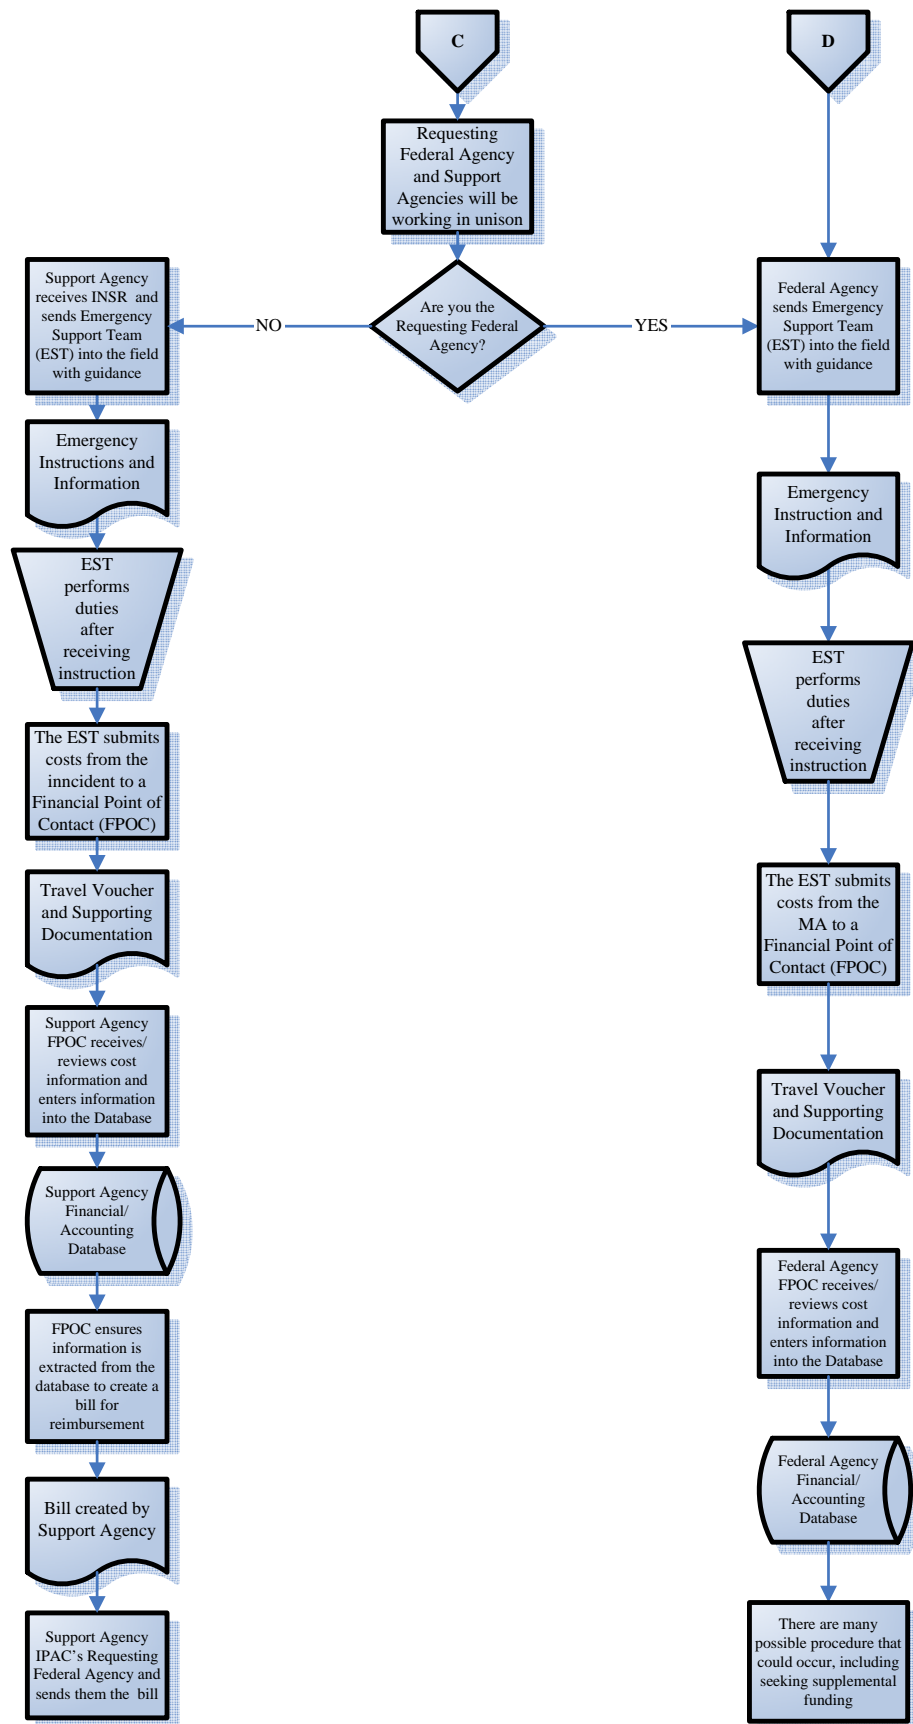 C
D
Requesting
Federal Agency
and Support
Agencies will be
working in unison
Are you the
Requesting Federal
Agency?
NO
YES
Support Agency
receives INSR and
sends Emergency
Support Team
(EST) into the field
with guidance
Emergency
Instructions and
Information
EST
performs
duties
after
receiving
instruction
The EST submits
costs from the
inncident to a
Financial Point of
Contact (FPOC)
Travel Voucher
and Supporting
Documentation
Support Agency
FPOC receives/
reviews cost
information and
enters information
into the Database
Support Agency
Financial/
Accounting
Database
FPOC ensures
information is
extracted from the
database to create a
bill for
reimbursement
Bill created by
Support Agency
Support Agency
IPAC's Requesting
Federal Agency and
sends them the bill
Federal Agency
sends Emergency
Support Team
(EST) into the field
with guidance
Emergency
Instruction and
Information
EST
performs
duties
after
receiving
instruction
The EST submits
costs from the
MA to a
Financial Point of
Contact (FPOC)
Travel Voucher
and Supporting
Documentation
Federal Agency
FPOC receives/
reviews cost
information and
enters information
into the Database
Federal Agency
Financial/
Accounting
Database
There are many
possible procedure that
could occur, including
seeking supplemental
funding